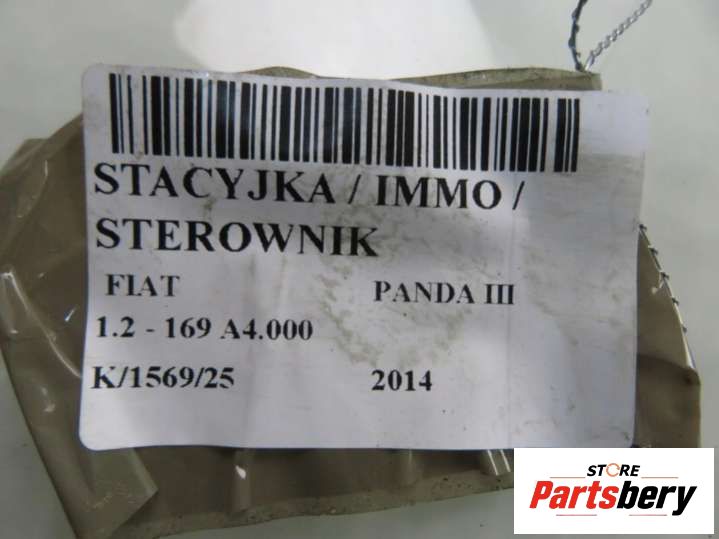 STACYJKA / IMMO /
STEROWNIK
FIAT PANDA III
1.2 - 169 A4.000
K/1569/25 2014
STORE
Partsbery